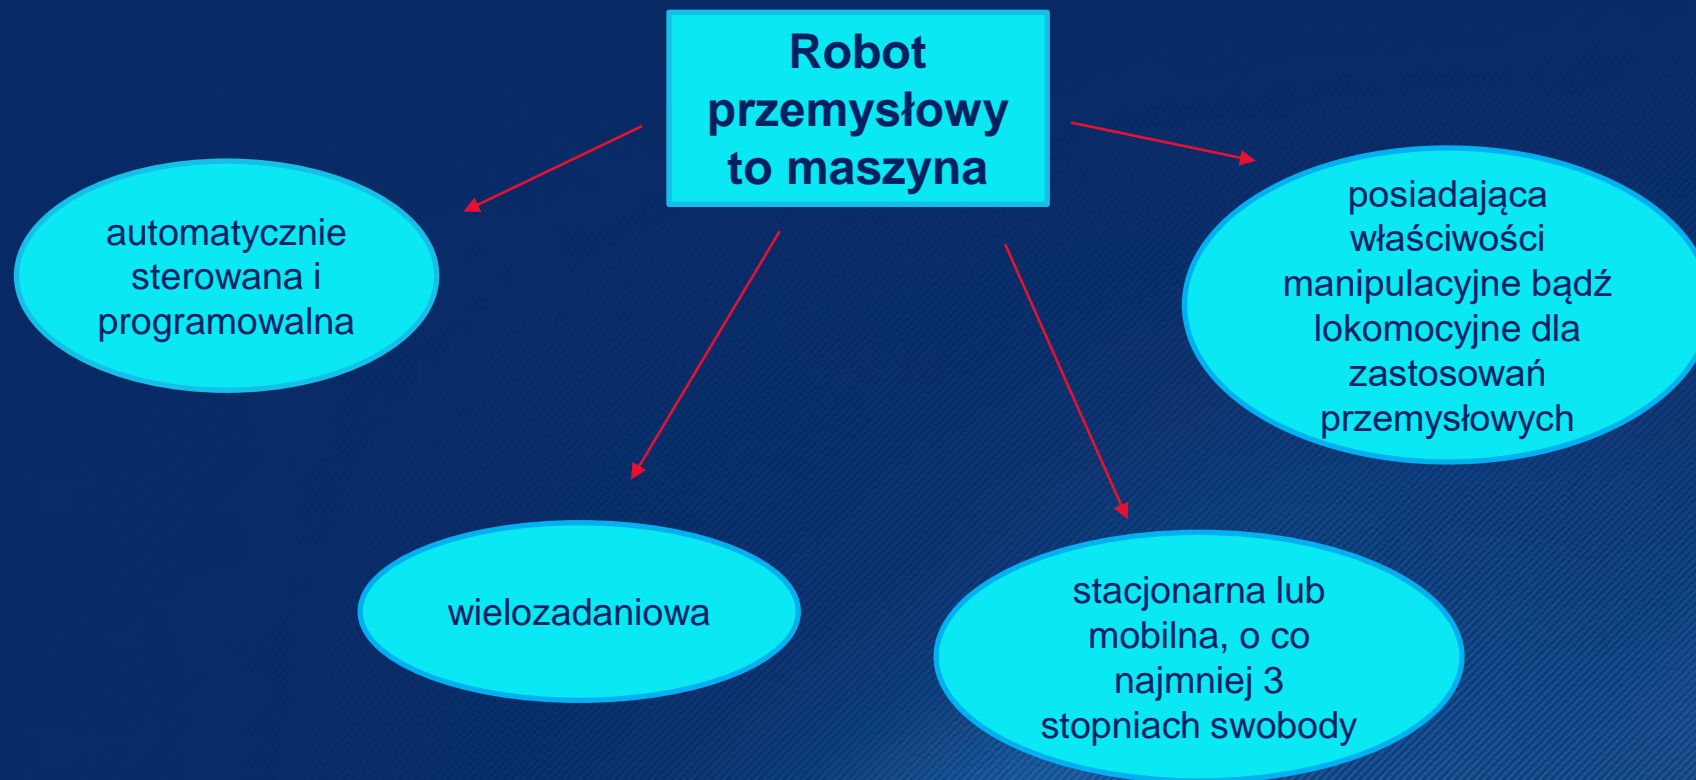 Robot
przemysłowy
to maszyna
automatycznie
sterowana i
programowalna
wielozadaniowa
stacjonarna lub
mobilna, o co
najmniej 3
stopniach swobody
posiadająca
właściwości
manipulacyjne bądź
lokomocyjne dla
zastosowań
przemysłowych